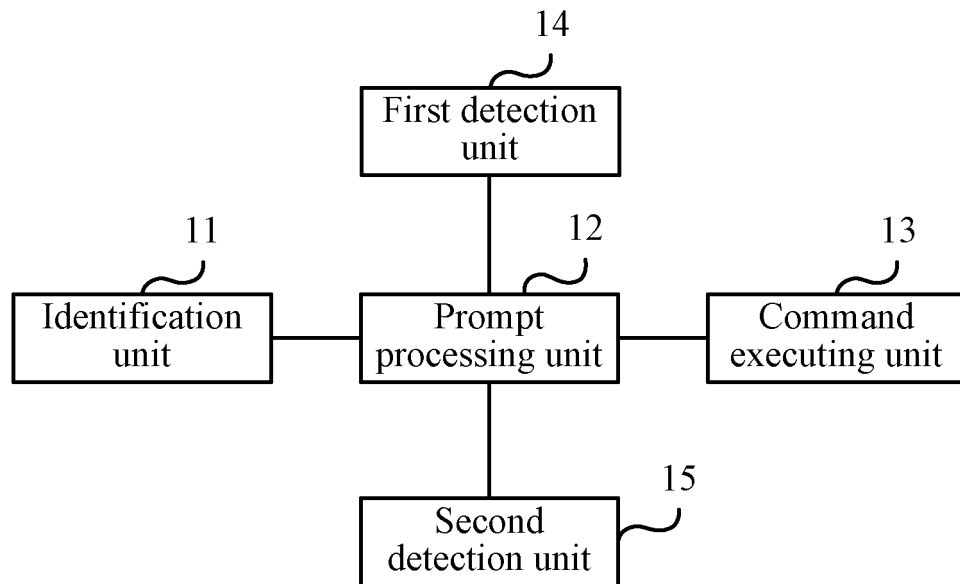 14
First detection
unit
11
12
13
Identification
unit
Prompt
processing unit
Command
executing unit
15
Second
detection unit